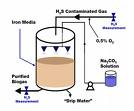 H₂S Contaminated Gas
Iron Media
H₂S
Measurement
0.5% O₂
Na₂CO₃
Solution
Purified
Biogas
H₂S
Measurement
"Drip Water"